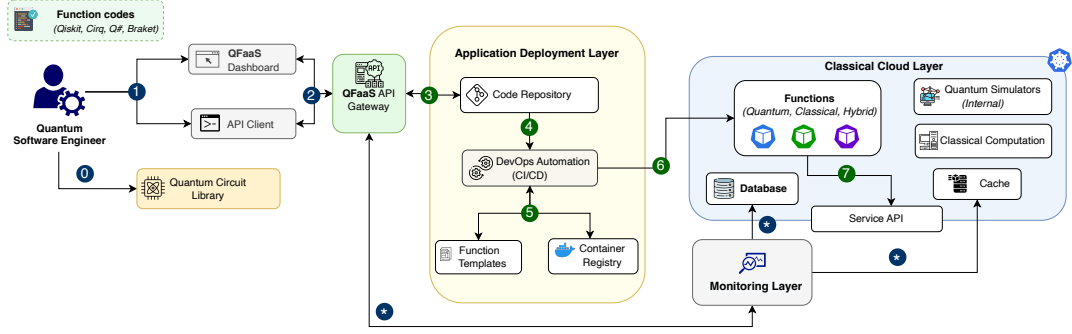 Function codes
(Qiskit, Cirq, Q#, Braket)
Quantum
Software Engineer
0
1
QFaaS
Dashboard
API Client
Quantum Circuit
Library
2
API
QFaaS API
Gateway
3
Application Deployment Layer
Code Repository
4
DevOps Automation
(CI/CD)
5
Function
Templates
Container
Registry
6
Classical Cloud Layer
Functions
(Quantum, Classical, Hybrid)
Quantum Simulators
(Internal)
Classical Computation
7
Database
Cache
Service API
*
*
Monitoring Layer
*